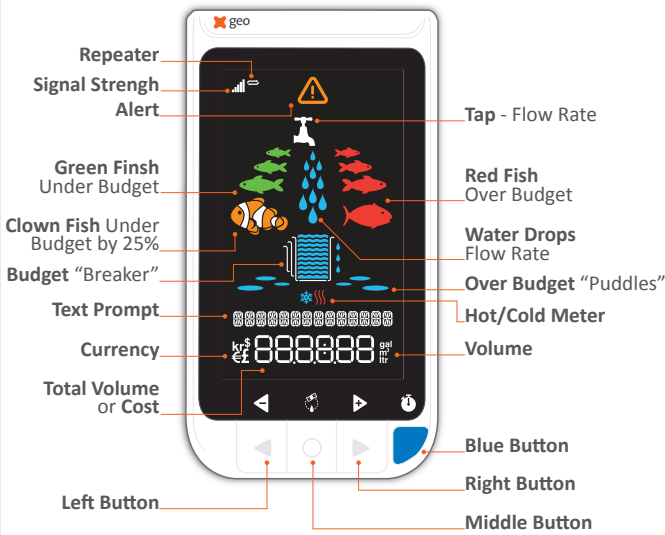 geo
Repeater
Signal Strengh
Alert
Tap - Flow Rate
Green Finsh
Under Budget
Red Fish
Over Budget
Clown Fish Under
Budget by 25%
Water Drops
Flow Rate
Budget “Breaker”
Over Budget “Puddles”
Text Prompt
Hot/Cold Meter
Currency
kr $
€ £
888888
gal
m³
ltr
Volume
Total Volume
or Cost
Blue Button
Right Button
Left Button
Middle Button